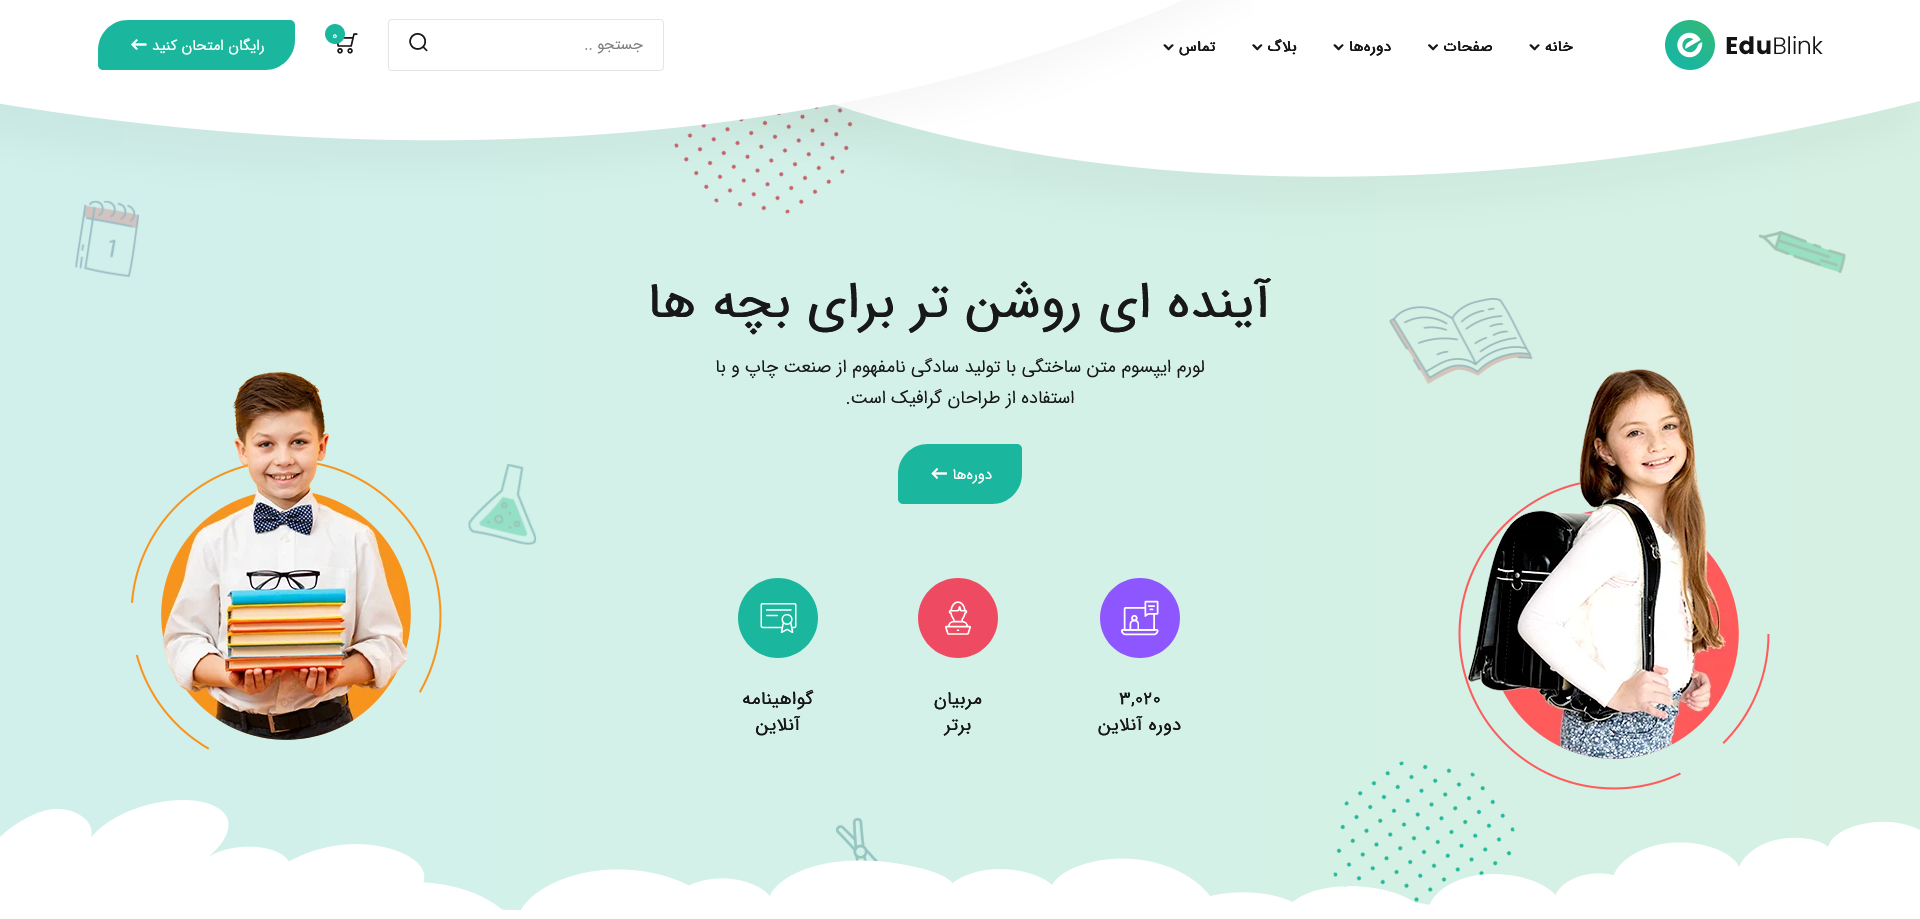 EduBlink
خانه
صفحات
دوره‌ها
بلاگ
تماس
جستجو ..
۰
رایگان امتحان کنید
1
آینده ای روشن تر برای بچه ها
لورم ایپسوم متن ساختگی با تولید سادگی نامفهوم از صنعت چاپ و با
استفاده از طراحان گرافیک است.
دوره‌ها
۳,۰۲۰
دوره آنلاین
مربیان
برتر
گواهینامه
آنلاین